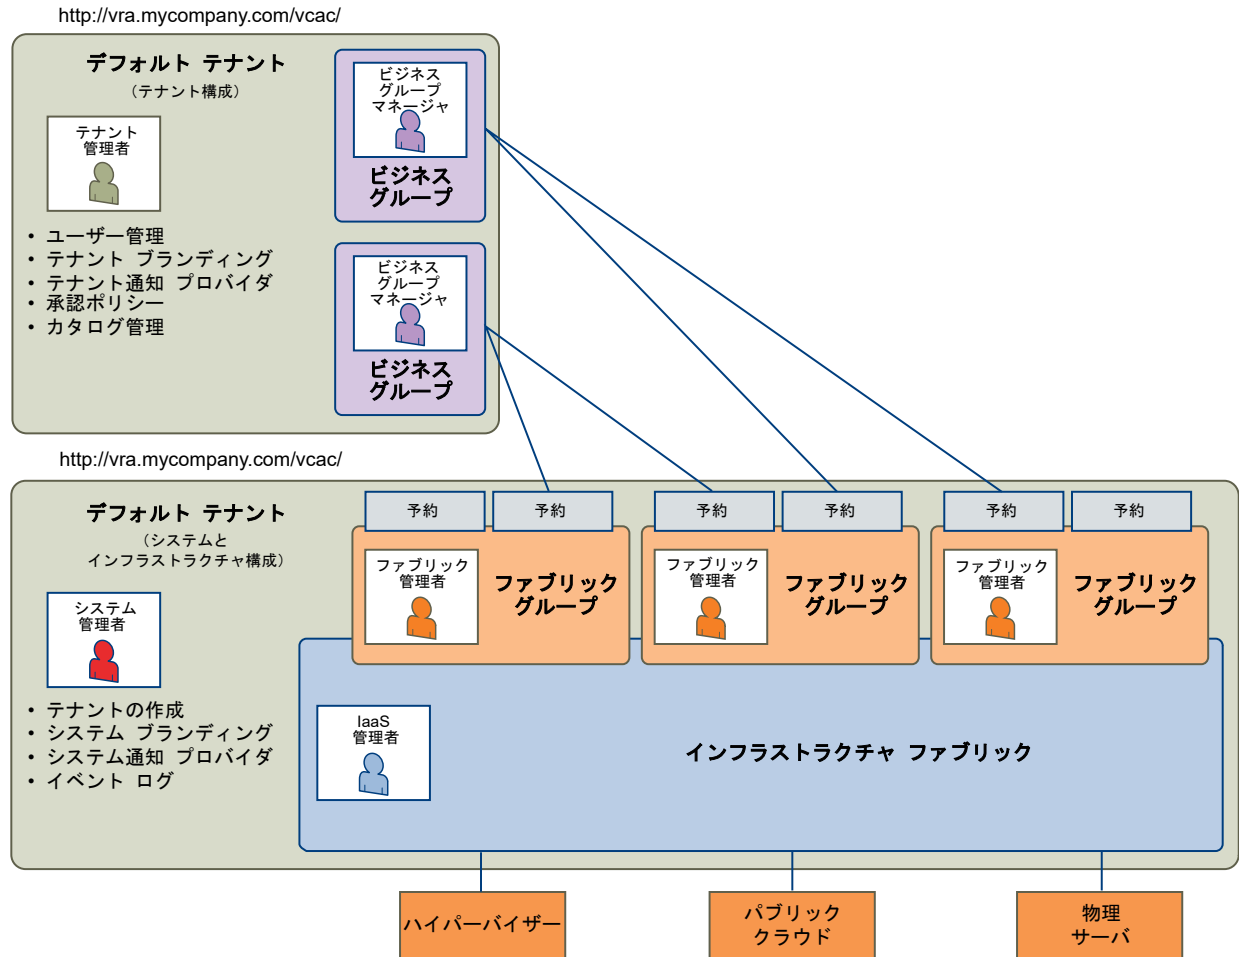 http://vra.mycompany.com/vcac/
デフォルト テナント
（テナント構成）
テナント
管理者
• ユーザー管理
• テナント ブランディング
• テナント通知 プロバイダ
• 承認ポリシー
• カタログ管理
ビジネス
グループ
マネージャ
ビジネス
グループ
ビジネス
グループ
マネージャ
ビジネス
グループ
http://vra.mycompany.com/vcac/
デフォルト テナント
（システムと
インフラストラクチャ構成）
システム
管理者
• テナントの作成
• システム ブランディング
• システム通知 プロバイダ
• イベント ログ
予約
予約
予約
予約
予約
予約
ファブリック
管理者
ファブリック
グループ
ファブリック
管理者
ファブリック
グループ
ファブリック
管理者
ファブリック
グループ
IaaS
管理者
インフラストラクチャ ファブリック
ハイパーバイザー
パブリック
クラウド
物理
サーバ